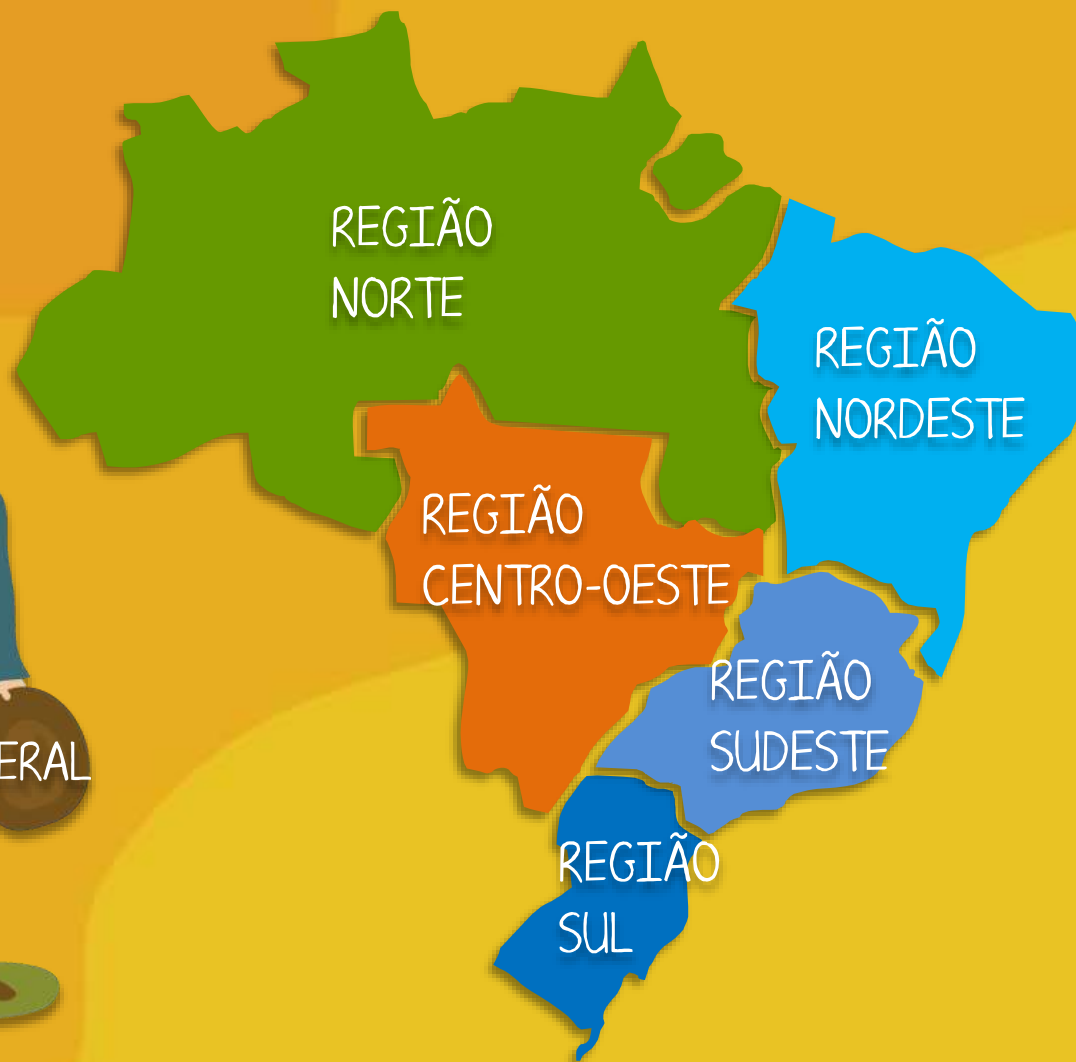 REGIÃO
NORTE
REGIÃO
NORDESTE
REGIÃO
CENTRO-OESTE
REGIÃO
SUDESTE
ERAL
REGIÃO
SUL